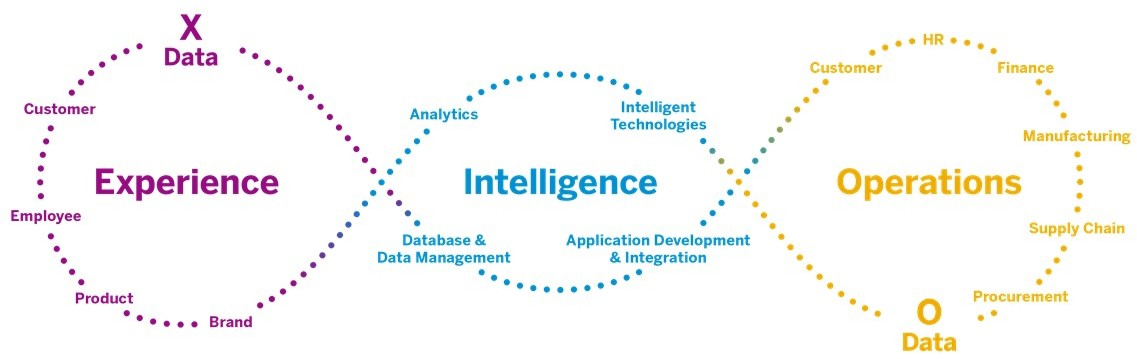 X
Data
Customer
Experience
Employee
Product
Brand
Analytics
Intelligent
Technologies
Intelligence
Database &
Data Management
Application Development
& Integration
HR
Customer
Finance
Manufacturing
Operations
Supply Chain
Procurement
O
Data